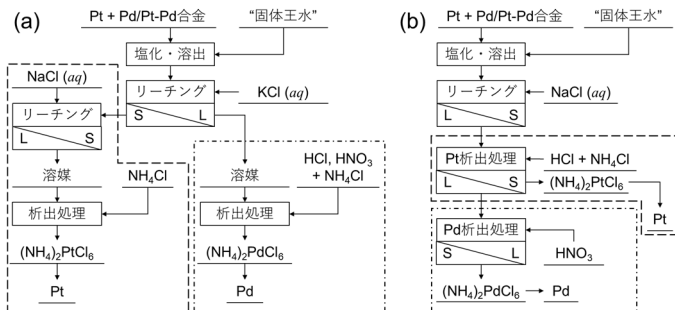 (a)
Pt + Pd/Pt-Pd合金
“固体王水”
塩化・溶出
NaCl (aq)
リーチング
KCl (aq)
S L
リーチング
L S
溶媒
NH₄Cl
析出処理
(NH₄)₂PtCl₆
Pt
溶媒
HCl, HNO₃
+ NH₄Cl
析出処理
(NH₄)₂PdCl₆
Pd
(b)
Pt + Pd/Pt-Pd合金
“固体王水”
塩化・溶出
リーチング
NaCl (aq)
L S
Pt析出処理
HCl + NH₄Cl
L S
(NH₄)₂PtCl₆
Pt
Pd析出処理
S L
HNO₃
(NH₄)₂PdCl₆
Pd